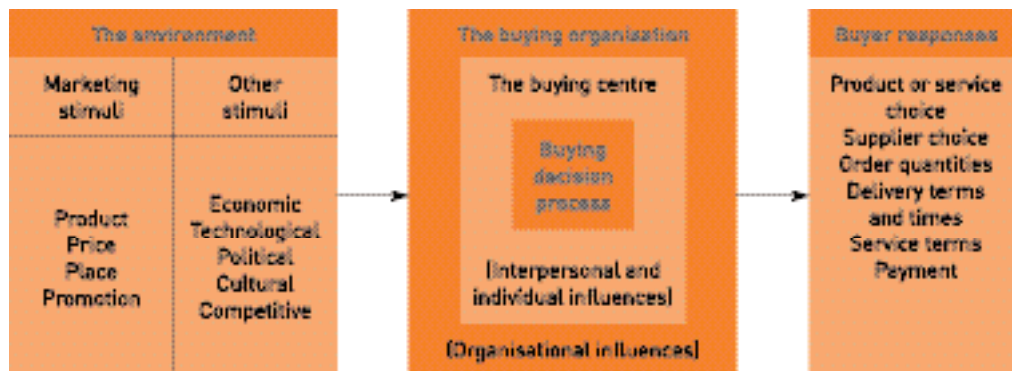 The environment
Marketing
stimuli
Other
stimuli
Product
Price
Place
Promotion
Economic
Technological
Political
Cultural
Competitive
The buying organisation
The buying centre
Buying
decision
process
(Interpersonal and
individual influences)
(Organisational influences)
Buyer responses
Product or service
choice
Supplier choice
Order quantities
Delivery terms
and times
Service terms
Payment